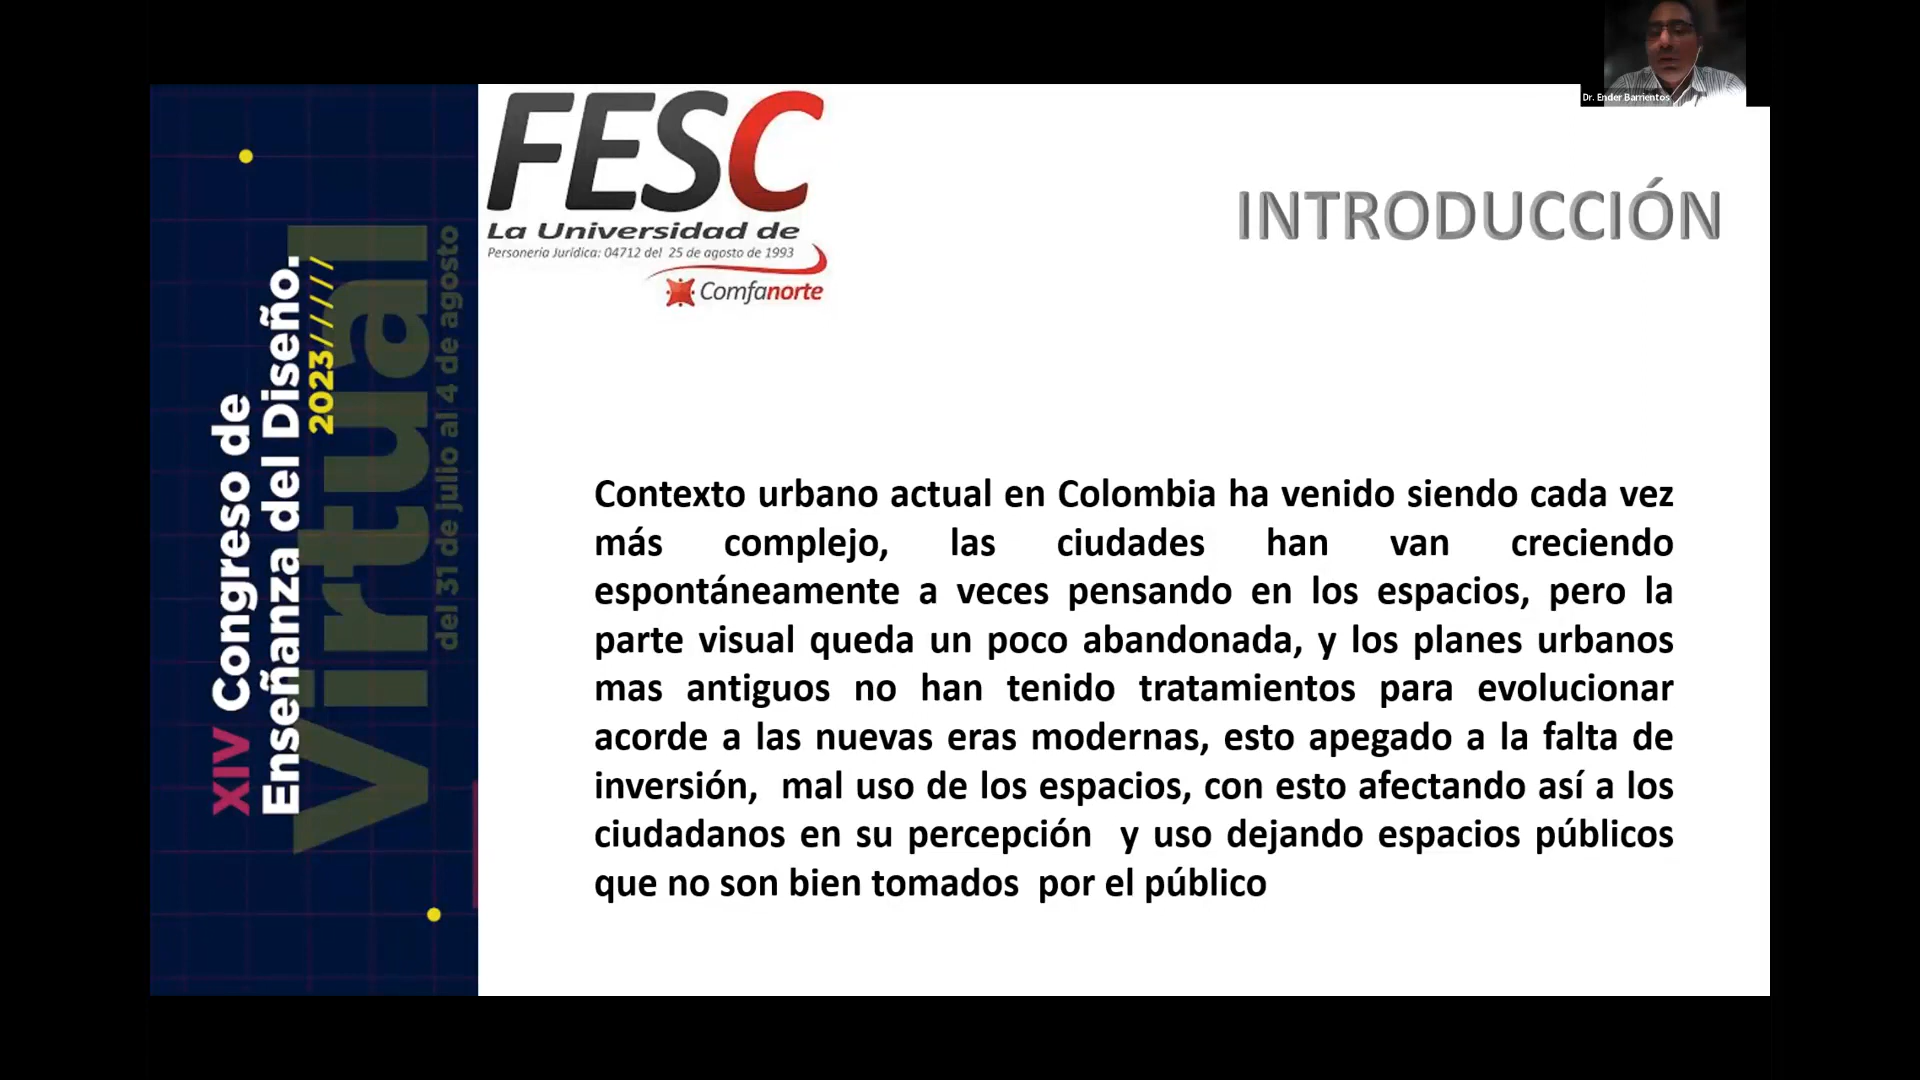 Dr. Ender Barrientos
XIV Congreso de
Enseñanza del Diseño.
2023//////
Virtual
del 31 de julio al 4 de agosto
FESC
La Universidad de
Personería Jurídica: 04712 del 25 de agosto de 1993
Comfanorte
INTRODUCCIÓN
Contexto urbano actual en Colombia ha venido siendo cada vez
más complejo, las ciudades han van creciendo
espontáneamente a veces pensando en los espacios, pero la
parte visual queda un poco abandonada, y los planes urbanos
mas antiguos no han tenido tratamientos para evolucionar
acorde a las nuevas eras modernas, esto apegado a la falta de
inversión, mal uso de los espacios, con esto afectando así a los
ciudadanos en su percepción y uso dejando espacios públicos
que no son bien tomados por el público